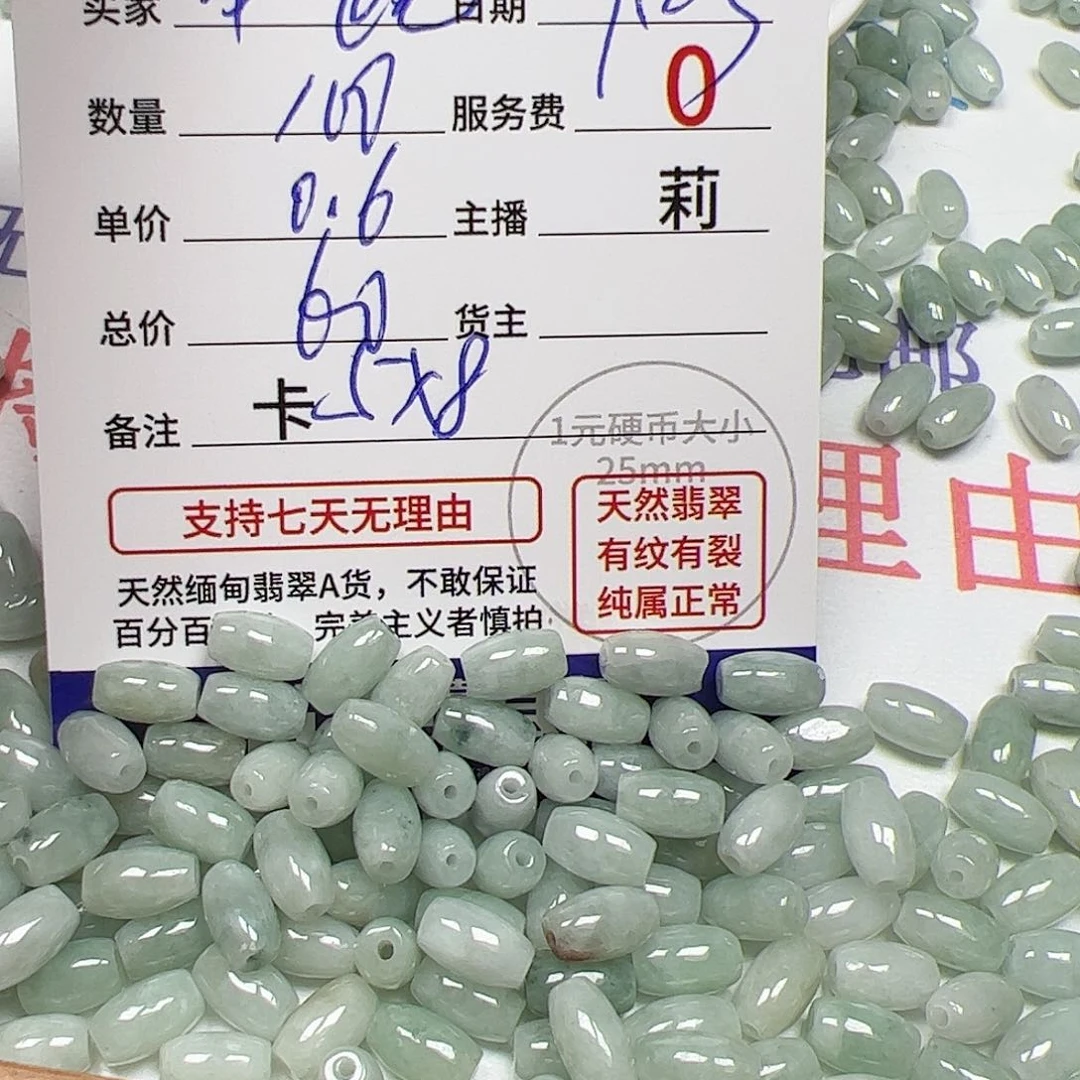 买家 日期
数量 100 服务费 0
单价 0.6 主播 莉
总价 60 货主
备注 卡 5x8
1元硬币大小
25mm
支持七天无理由
天然翡翠
有纹有裂
纯属正常
天然缅甸翡翠A货，不敢保证
百分百 完美主义者慎拍
理由